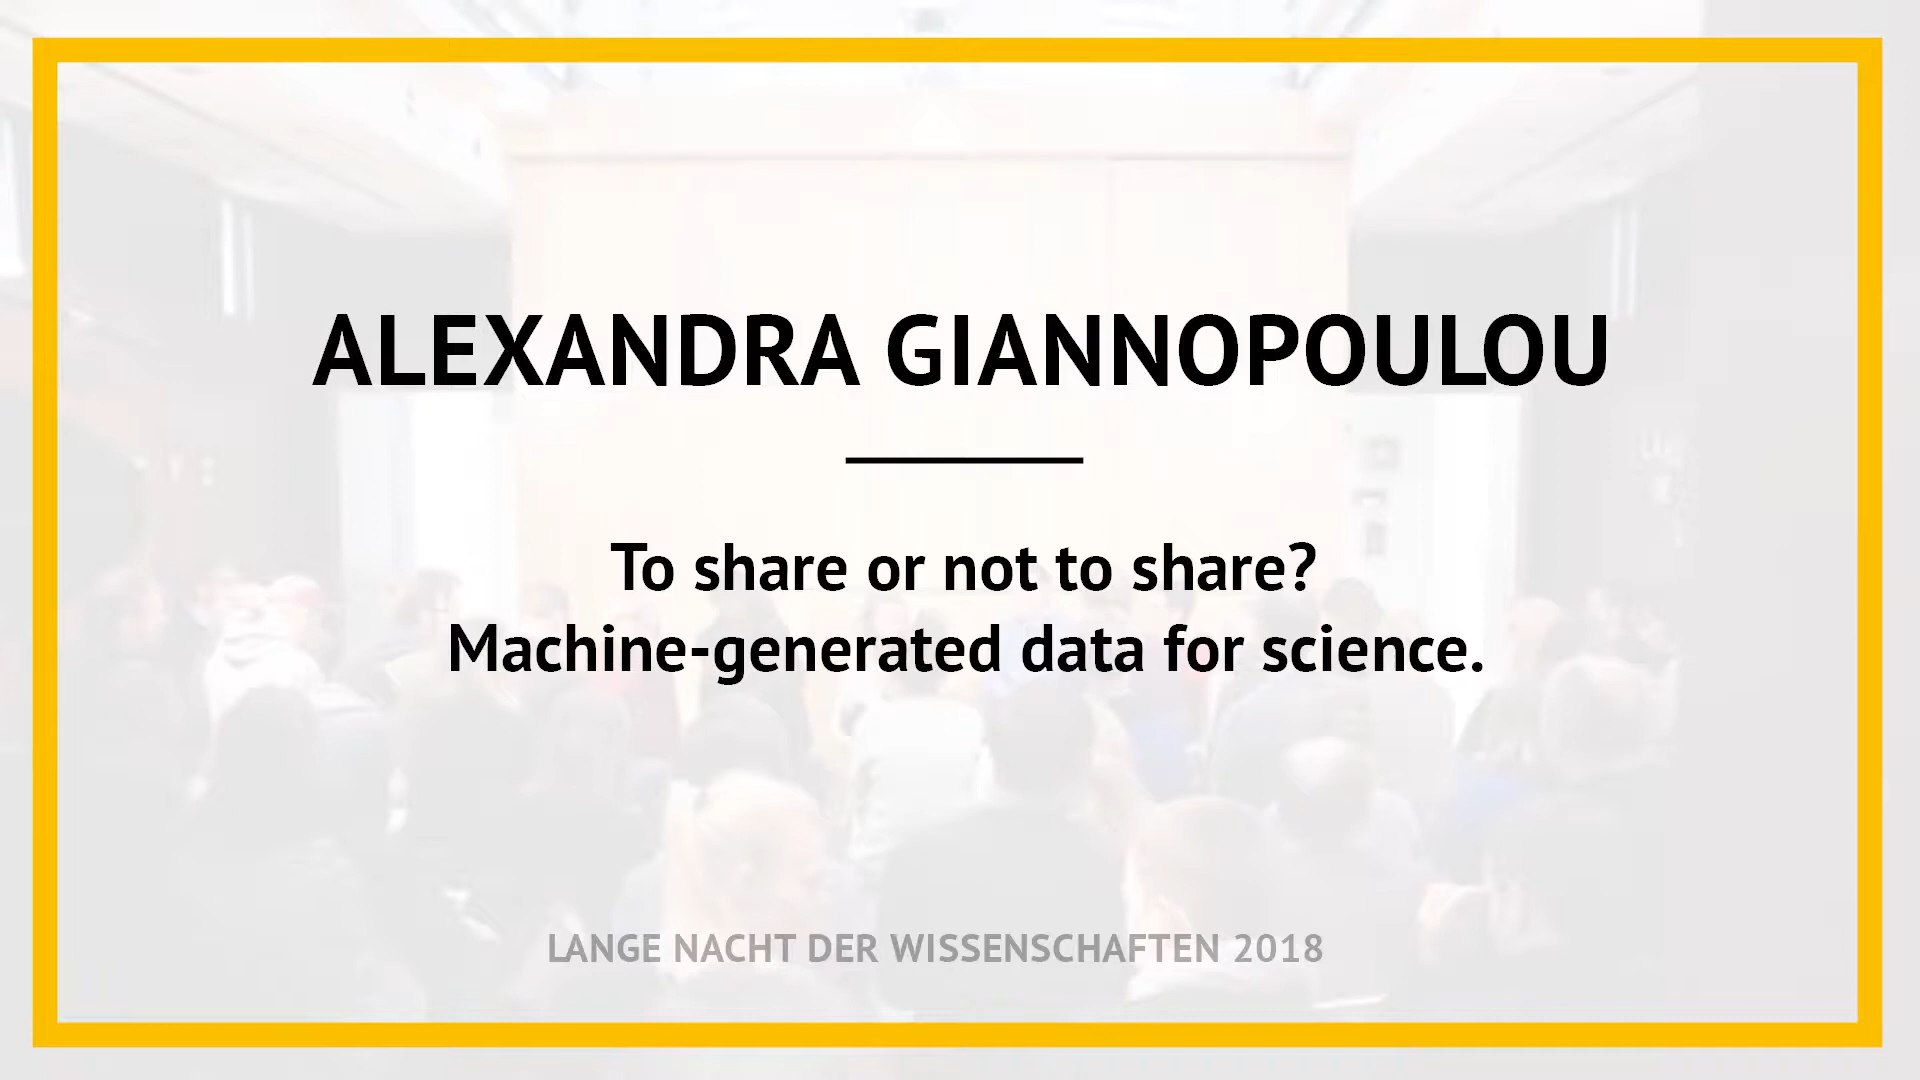 ALEXANDRA GIANNOPOULOU
To share or not to share?
Machine-generated data for science.
LANGE NACHT DER WISSENSCHAFTEN 2018